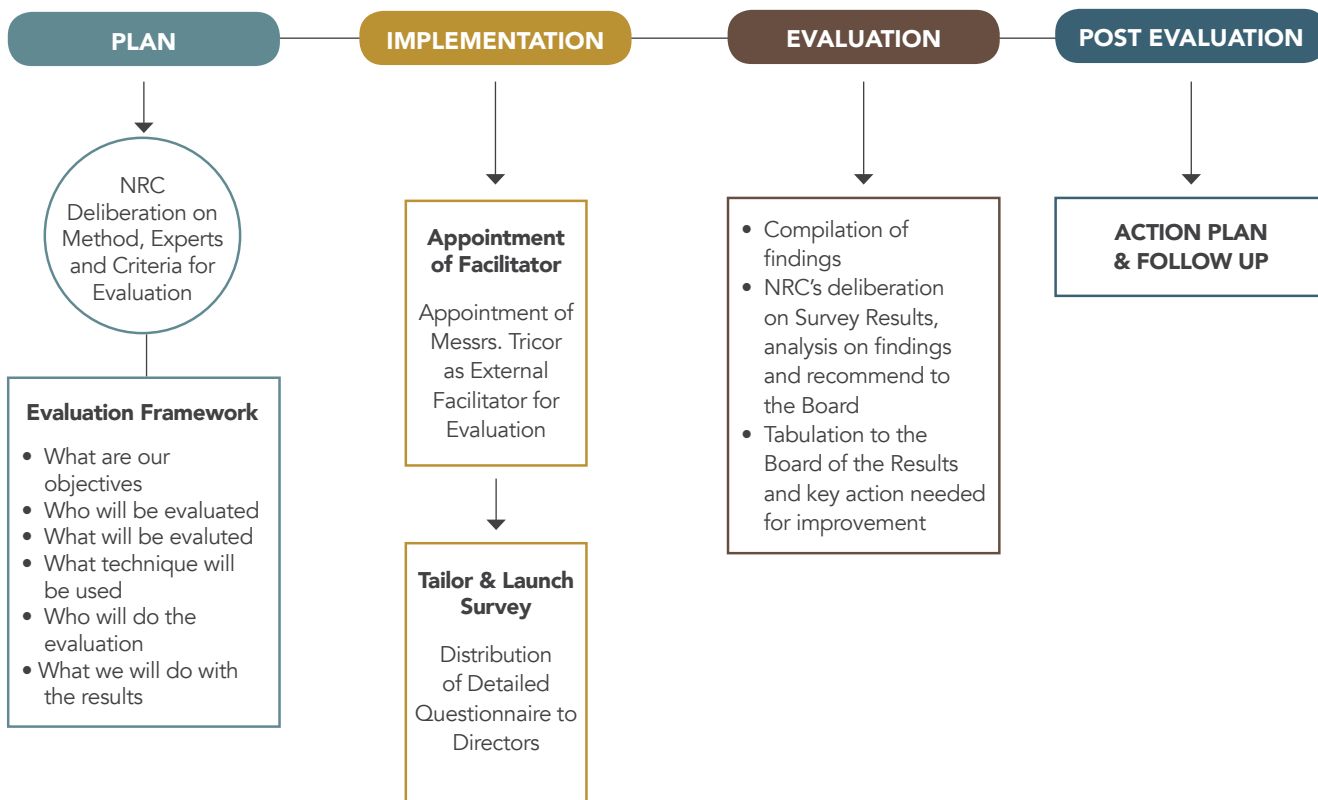 PLAN
NRC
Deliberation on
Method, Experts
and Criteria for
Evaluation
Evaluation Framework
• What are our
objectives
• Who will be evaluated
• What will be evaluted
• What technique will
be used
• Who will do the
evaluation
• What we will do with
the results
IMPLEMENTATION
Appointment
of Facilitator
Appointment of
Messrs. Tricor
as External
Facilitator for
Evaluation
Tailor & Launch
Survey
Distribution
of Detailed
Questionnaire to
Directors
EVALUATION
• Compilation of
findings
• NRC’s deliberation
on Survey Results,
analysis on findings
and recommend to
the Board
• Tabulation to the
Board of the Results
and key action needed
for improvement
POST EVALUATION
ACTION PLAN
& FOLLOW UP